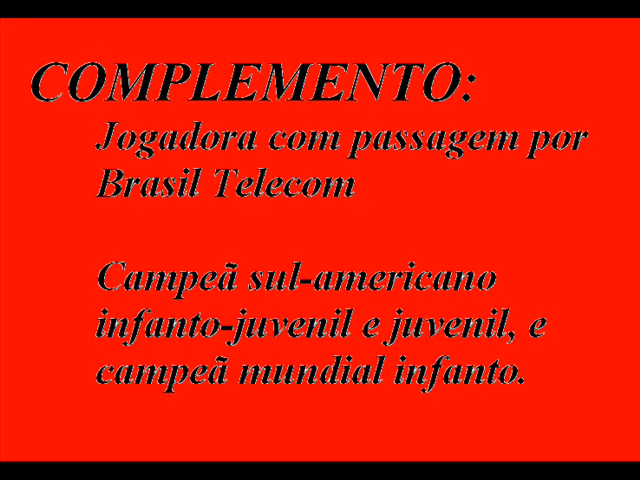 COMPLEMENTO:
Jogadora com passagem por
Brasil Telecom
Campeã sul-americano
infanto-juvenil e juvenil, e
campeã mundial infanto.